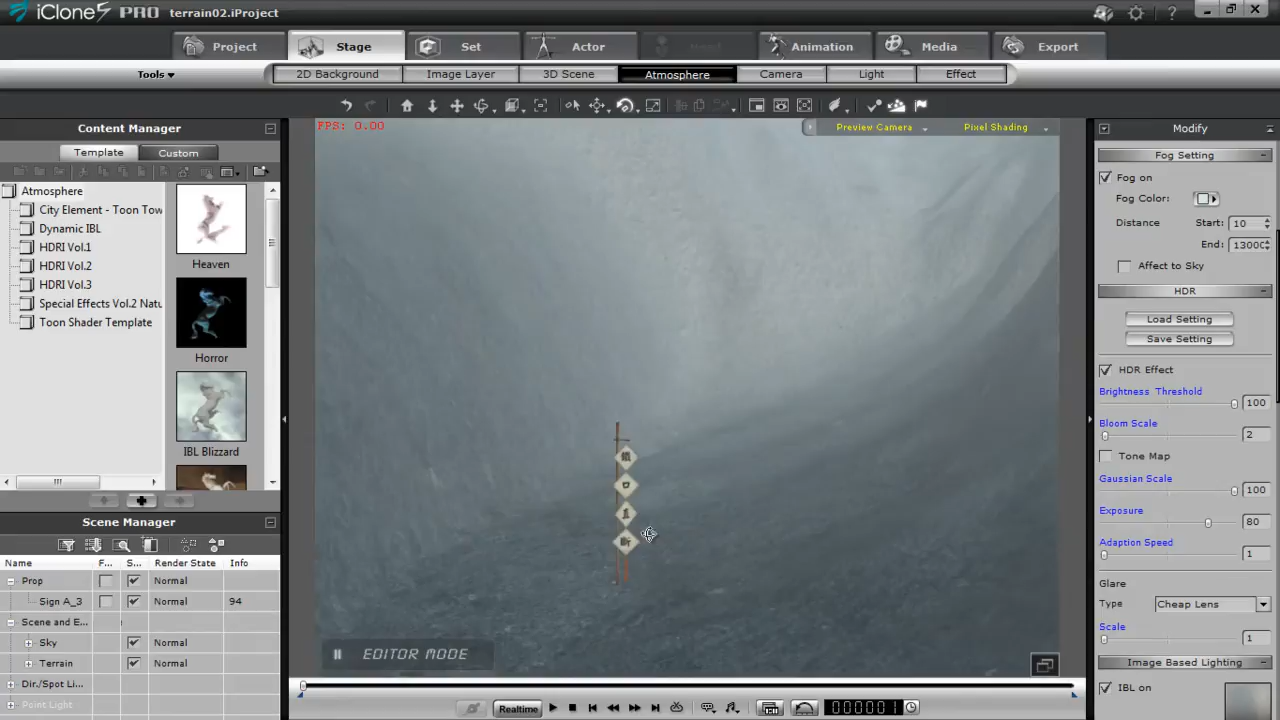 iClone5 PRO terrain02.iProject
Project Stage Set Actor Animation Media Export
Tools 2D Background Image Layer 3D Scene Atmosphere Camera Light Effect
Content Manager
Template Custom
Atmosphere
City Element - Toon Tow
Dynamic IBL
HDRI Vol.1
HDRI Vol.2
HDRI Vol.3
Special Effects Vol.2 Natu
Toon Shader Template
Heaven
Horror
IBL Blizzard
Scene Manager
Name F... S... Render State Info
Prop Normal
Sign A_3 Normal 94
Scene and E...
Sky Normal
Terrain Normal
Dir./Spot Li...
Point Light
FPS: 0.00
Preview Camera Pixel Shading
EDITOR MODE
Realtime 0000001
Modify
Fog Setting
Fog on
Fog Color:
Distance Start: 10
End: 1300
Affect to Sky
HDR
Load Setting
Save Setting
HDR Effect
Brightness Threshold
100
Bloom Scale
2
Tone Map
Gaussian Scale
100
Exposure
80
Adaption Speed
1
Glare
Type Cheap Lens
Scale
1
Image Based Lighting
IBL on